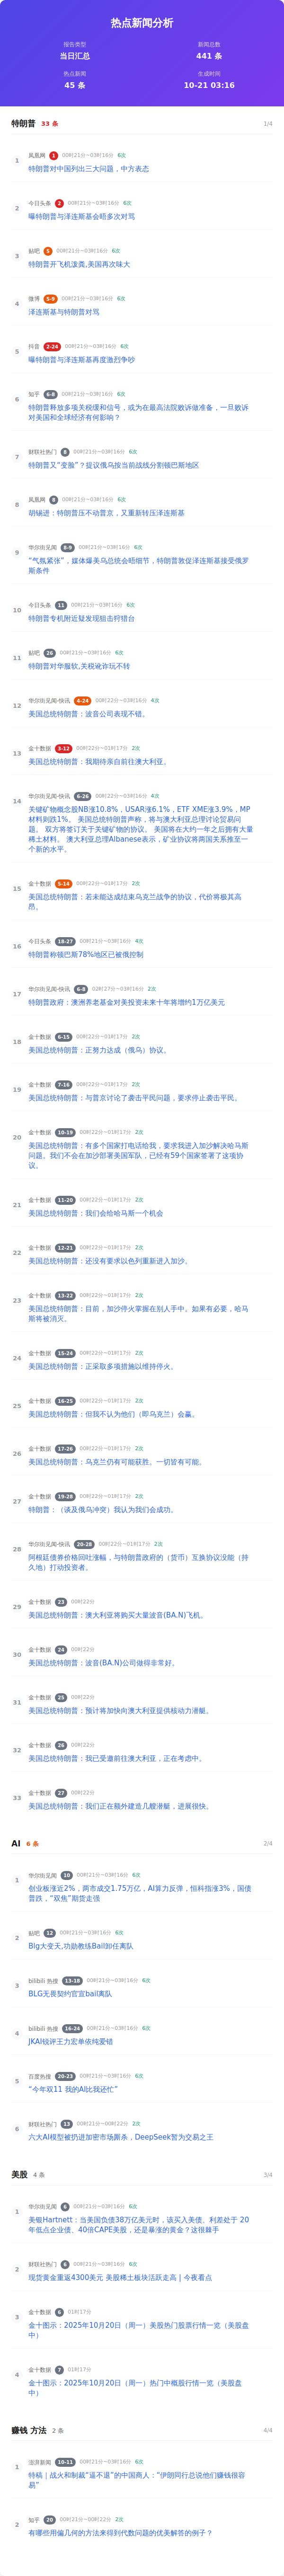 热点新闻分析
报告类型
当日汇总
新闻总数
441 条
热点新闻
45 条
生成时间
10-21 03:16
特朗普 33 条 1/4
1
凤凰网 1 00时21分~03时16分 6次
特朗普对中国列出三大问题，中方表态
2
今日头条 2 00时21分~03时16分 6次
曝特朗普与泽连斯基会晤多次对骂
3
贴吧 5 00时21分~03时16分 6次
特朗普开飞机泼粪,美国再次味大
4
微博 5-9 00时21分~03时16分 6次
泽连斯基与特朗普对骂
5
抖音 2-24 00时21分~03时16分 6次
曝特朗普与泽连斯基再度激烈争吵
6
知乎 6-8 00时21分~03时16分 6次
特朗普释放多项关税缓和信号，或为在最高法院败诉做准备，一旦败诉
对美国和全球经济有何影响？
7
财联社热门 8 00时21分~03时16分 6次
特朗普又“变脸”？提议俄乌按当前战线分割顿巴斯地区
8
凤凰网 8 00时21分~03时16分 6次
胡锡进：特朗普压不动普京，又重新转压泽连斯基
9
华尔街见闻 8-9 00时21分~03时16分 6次
“气氛紧张”，媒体爆美乌总统会晤细节，特朗普敦促泽连斯基接受俄罗
斯条件
10
今日头条 11 00时21分~03时16分 6次
特朗普专机附近疑发现狙击狩猎台
11
贴吧 26 00时21分~03时16分 6次
特朗普对华服软,关税讹诈玩不转
12
华尔街见闻-快讯 4-24 00时22分~03时16分 4次
美国总统特朗普：波音公司表现不错。
13
金十数据 3-12 00时22分~01时17分 2次
美国总统特朗普：我期待亲自前往澳大利亚。
14
华尔街见闻-快讯 6-26 00时22分~03时16分 4次
关键矿物概念股NB涨10.8%，USAR涨6.1%，ETF XME涨3.9%，MP
材料则跌1%。 美国总统特朗普声称，将与澳大利亚总理讨论贸易问
题。 双方将签订关于关键矿物的协议。 美国将在大约一年之后拥有大量
稀土材料。 澳大利亚总理Albanese表示，矿业协议将两国关系推至一
个新的水平。
15
金十数据 5-14 00时22分~01时17分 2次
美国总统特朗普：若未能达成结束乌克兰战争的协议，代价将极其高
昂。
16
今日头条 18-27 00时21分~03时16分 4次
特朗普称顿巴斯78%地区已被俄控制
17
华尔街见闻-快讯 6-8 02时27分~03时16分 2次
特朗普政府：澳洲养老基金对美投资未来十年将增约1万亿美元
18
金十数据 6-15 00时22分~01时17分 2次
美国总统特朗普：正努力达成（俄乌）协议。
19
金十数据 7-16 00时22分~01时17分 2次
美国总统特朗普：与普京讨论了袭击平民问题，要求停止袭击平民。
20
金十数据 10-19 00时22分~01时17分 2次
美国总统特朗普：有多个国家打电话给我，要求我进入加沙解决哈马斯
问题。我们不会在加沙部署美国军队，已经有59个国家签署了这项协
议。
21
金十数据 11-20 00时22分~01时17分 2次
美国总统特朗普：我们会给哈马斯一个机会
22
金十数据 12-21 00时22分~01时17分 2次
美国总统特朗普：还没有要求以色列重新进入加沙。
23
金十数据 13-22 00时22分~01时17分 2次
美国总统特朗普：目前，加沙停火掌握在别人手中。如果有必要，哈马
斯将被消灭。
24
金十数据 15-24 00时22分~01时17分 2次
美国总统特朗普：正采取多项措施以维持停火。
25
金十数据 16-25 00时22分~01时17分 2次
美国总统特朗普：但我不认为他们（即乌克兰）会赢。
26
金十数据 17-26 00时22分~01时17分 2次
美国总统特朗普：乌克兰仍有可能获胜。一切皆有可能。
27
金十数据 19-28 00时22分~01时17分 2次
特朗普：（谈及俄乌冲突）我认为我们会成功。
28
华尔街见闻-快讯 20-28 00时22分~01时17分 2次
阿根廷债券价格回吐涨幅，与特朗普政府的（货币）互换协议没能（持
久地）打动投资者。
29
金十数据 23 00时22分
美国总统特朗普：澳大利亚将购买大量波音(BA.N)飞机。
30
金十数据 24 00时22分
美国总统特朗普：波音(BA.N)公司做得非常好。
31
金十数据 25 00时22分
美国总统特朗普：预计将加快向澳大利亚提供核动力潜艇。
32
金十数据 26 00时22分
美国总统特朗普：我已受邀前往澳大利亚，正在考虑中。
33
金十数据 27 00时22分
美国总统特朗普：我们正在额外建造几艘潜艇，进展很快。
AI 6 条 2/4
1
华尔街见闻 10 00时21分~03时16分 6次
创业板涨近2%，两市成交1.75万亿，AI算力反弹，恒科指涨3%，国债
普跌，“双焦”期货走强
2
贴吧 12 00时21分~03时16分 6次
Blg大变天,功勋教练Bail卸任离队
3
bilibili 热搜 13-18 00时21分~03时16分 6次
BLG无畏契约官宣bail离队
4
bilibili 热搜 16-24 00时21分~03时16分 6次
JKAI锐评王力宏单依纯爱错
5
百度热搜 20-23 00时21分~03时16分 6次
“今年双11 我的AI比我还忙”
6
财联社热门 13 00时21分~00时22分 2次
六大AI模型被扔进加密市场厮杀，DeepSeek暂为交易之王
美股 4 条 3/4
1
华尔街见闻 6 00时21分~03时16分 6次
美银Hartnett：当美国负债38万亿美元时，该买入美债、利差处于 20
年低点企业债、40倍CAPE美股，还是暴涨的黄金？这很棘手
2
财联社热门 6 00时21分~03时16分 6次
现货黄金重返4300美元 美股稀土板块活跃走高 | 今夜看点
3
金十数据 6 01时17分
金十图示：2025年10月20日（周一）美股热门股票行情一览（美股盘
中）
4
金十数据 7 01时17分
金十图示：2025年10月20日（周一）热门中概股行情一览（美股盘
中）
赚钱 方法 2 条 4/4
1
澎湃新闻 10-11 00时21分~03时16分 6次
特稿｜战火和制裁“逼不退”的中国商人：“伊朗同行总说他们赚钱很容
易”
2
知乎 20 00时21分~00时22分 2次
有哪些用偏几何的方法来得到代数问题的优美解答的例子？